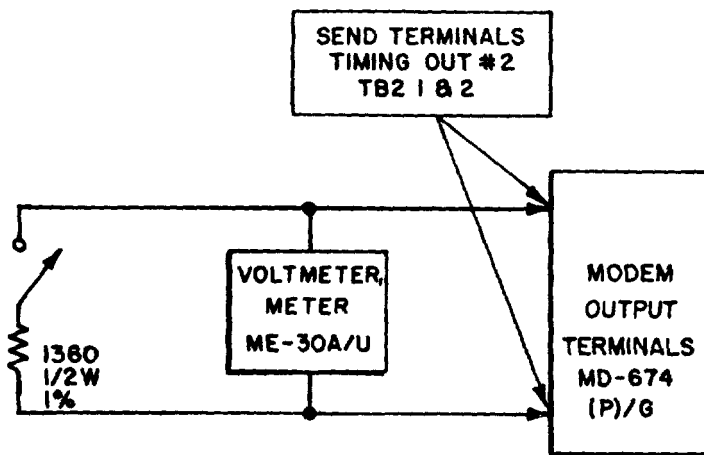 SEND TERMINALS
TIMING OUT #2
TB2 1 & 2
VOLTMETER,
METER
ME-30A/U
1360
1/2W
1%
MODEM
OUTPUT
TERMINALS
MD-674
(P)/G